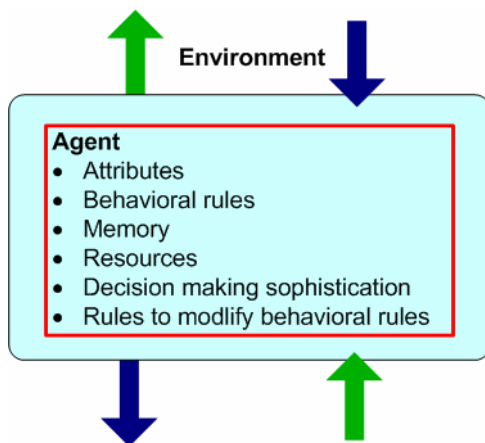 Environment
Agent
• Attributes
• Behavioral rules
• Memory
• Resources
• Decision making sophistication
• Rules to modlify behavioral rules